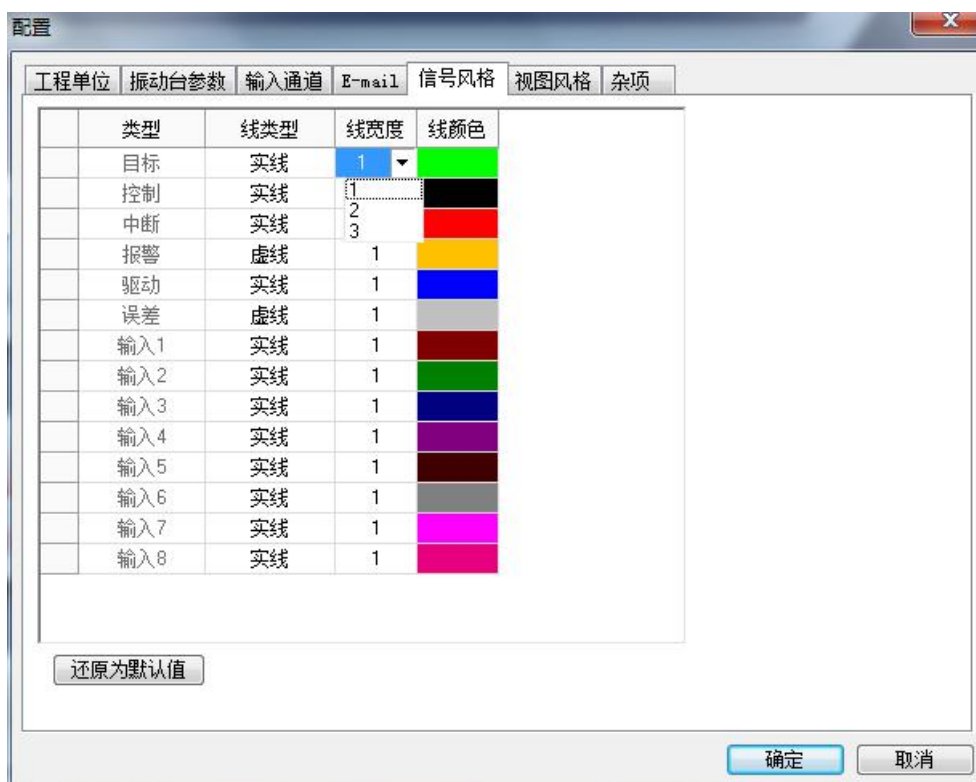 配置
工程单位 振动台参数 输入通道 E-mail 信号风格 视图风格 杂项
类型 线类型 线宽度 线颜色
目标 实线 1
控制 实线 1
中断 实线 2
3
报警 虚线 1
驱动 实线 1
误差 虚线 1
输入1 实线 1
输入2 实线 1
输入3 实线 1
输入4 实线 1
输入5 实线 1
输入6 实线 1
输入7 实线 1
输入8 实线 1
还原为默认值
确定 取消